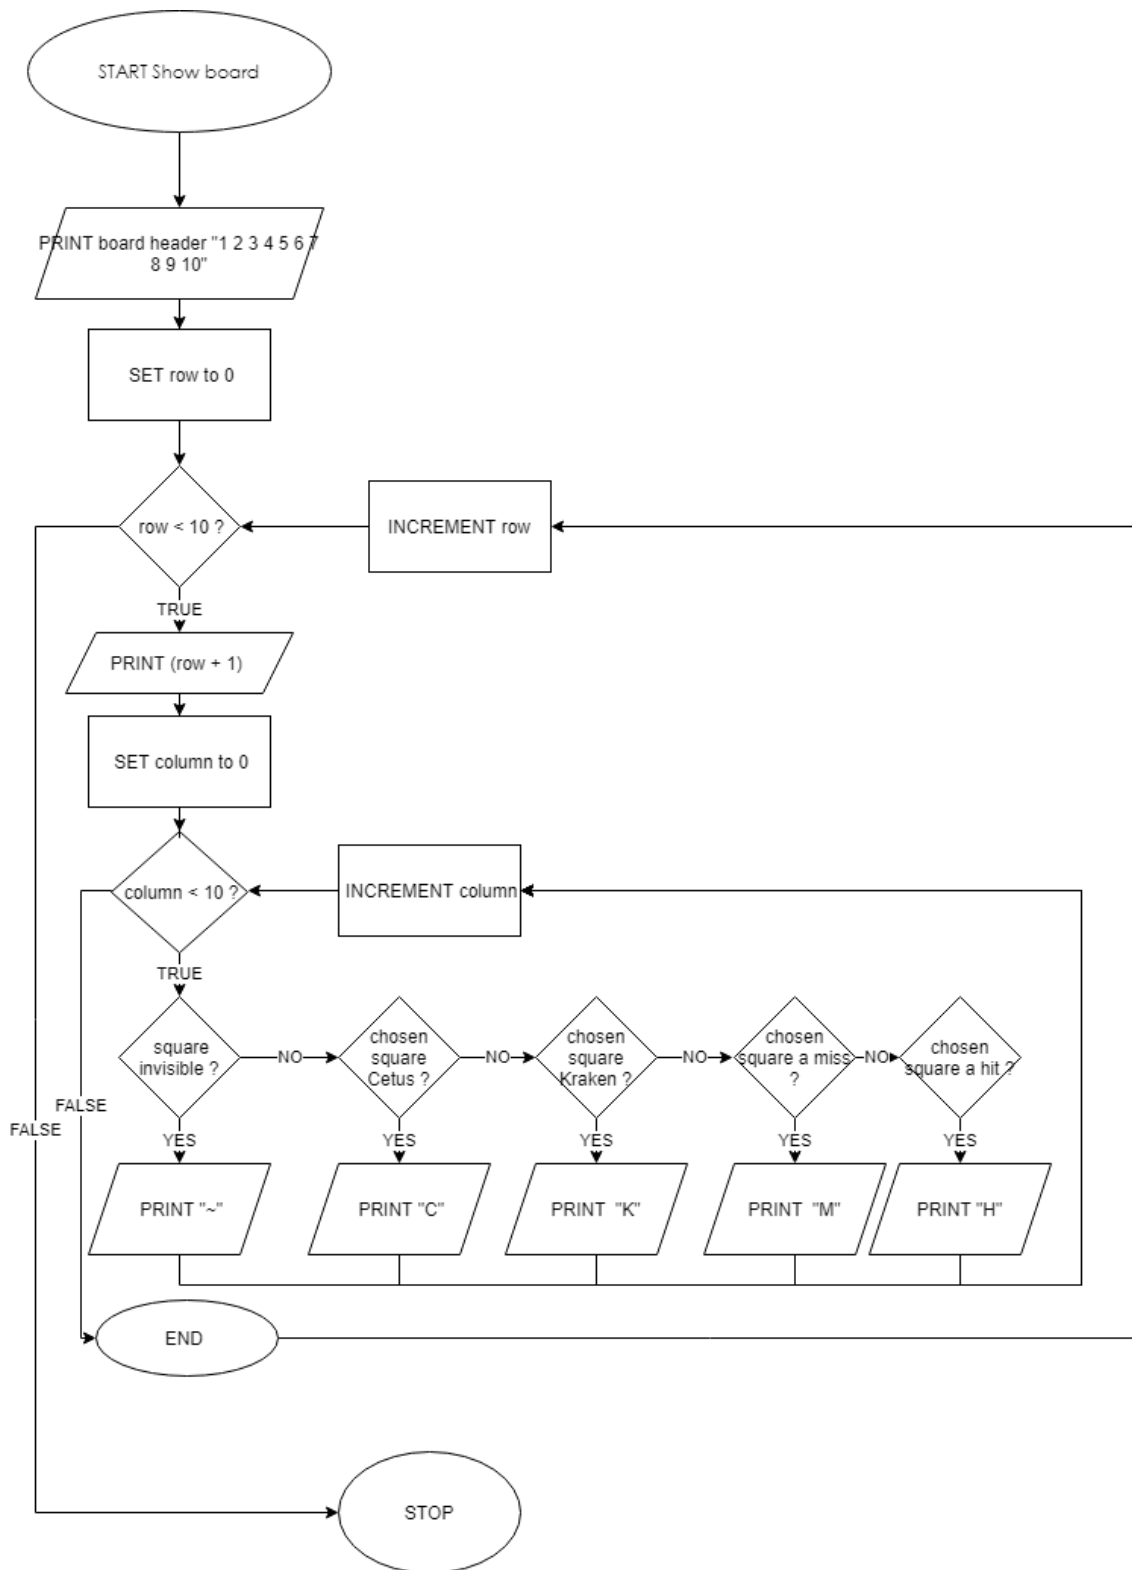 START Show board
PRINT board header "1 2 3 4 5 6 7
8 9 10"
SET row to 0
row < 10 ?
INCREMENT row
TRUE
PRINT (row + 1)
SET column to 0
column < 10 ?
INCREMENT column
TRUE
square
invisible ?
NO
chosen
square
Cetus ?
NO
chosen
square
Kraken ?
NO
chosen
square a miss
?
NO
chosen
square a hit ?
FALSE
FALSE
YES
YES
YES
YES
YES
PRINT "~"
PRINT "C"
PRINT "K"
PRINT "M"
PRINT "H"
END
STOP